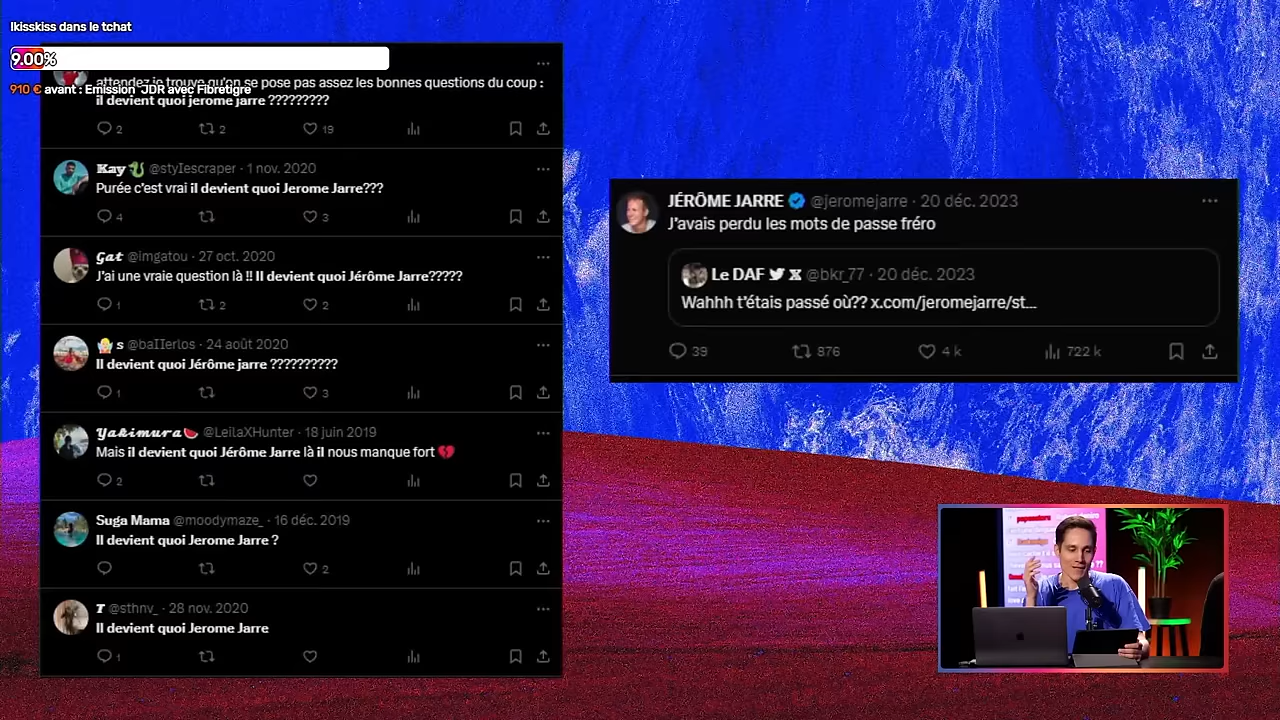 Ikisskiss dans le tchat
9.00%
910 € avant : Emission JDR avec Fibretigre
attendez je trouve qu'on se pose pas assez les bonnes questions du coup :
il devient quoi jerome jarre ?????????
2 2 19
Kay @styIescraper · 1 nov. 2020
Purée c'est vrai il devient quoi Jerome Jarre???
4 3
Gat @imgatou · 27 oct. 2020
J'ai une vraie question là !! Il devient quoi Jérôme Jarre?????
1 2 2
s @baIIerlos · 24 août 2020
Il devient quoi Jérôme jarre ??????????
1 3
Yakimura🍉 @LeilaXHunter · 18 juin 2019
Mais il devient quoi Jérôme Jarre là il nous manque fort 💔
2
Suga Mama @moodymaze_ · 16 déc. 2019
Il devient quoi Jerome Jarre ?
2
T @sthnv_ · 28 nov. 2020
Il devient quoi Jerome Jarre
1
JÉRÔME JARRE @jeromejarre · 20 déc. 2023
J'avais perdu les mots de passe fréro
Le DAF @bkr_77 · 20 déc. 2023
Wahhh t'étais passé où?? x.com/jeromejarre/st...
39 876 4 k 722 k